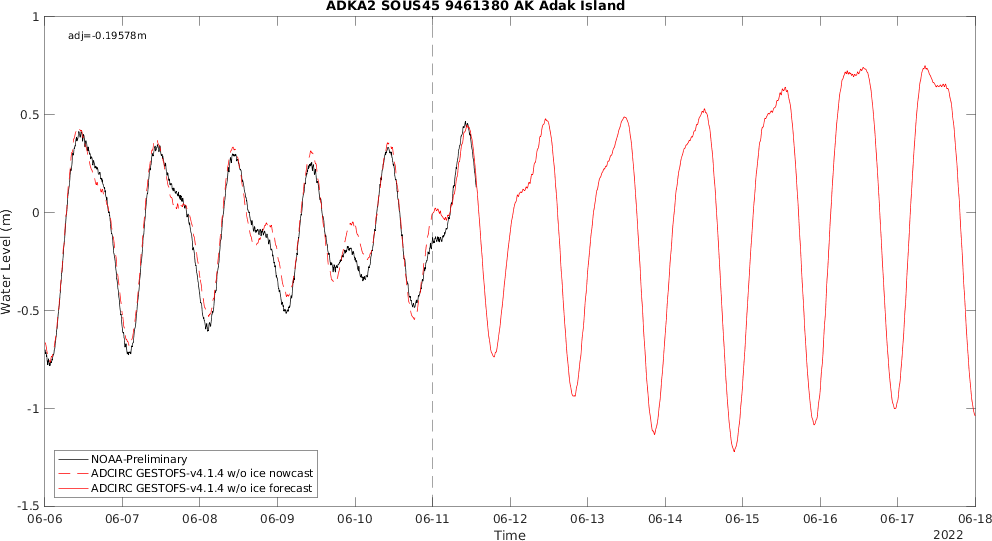 ADKA2 SOUS45 9461380 AK Adak Island
adj=-0.19578m
1
0.5
0
-0.5
-1
-1.5
Water Level (m)
NOAA-Preliminary
ADCIRC GESTOFS-v4.1.4 w/o ice nowcast
ADCIRC GESTOFS-v4.1.4 w/o ice forecast
06-06 06-07 06-08 06-09 06-10 06-11 06-12 06-13 06-14 06-15 06-16 06-17 06-18
Time
2022